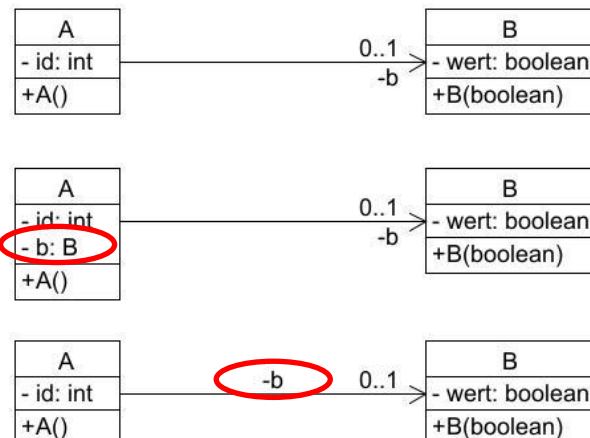 A
- id: int
+A()
0..1
-b
B
- wert: boolean
+B(boolean)
A
- id: int
- b: B
+A()
0..1
-b
B
- wert: boolean
+B(boolean)
A
- id: int
+A()
-b
0..1
B
- wert: boolean
+B(boolean)